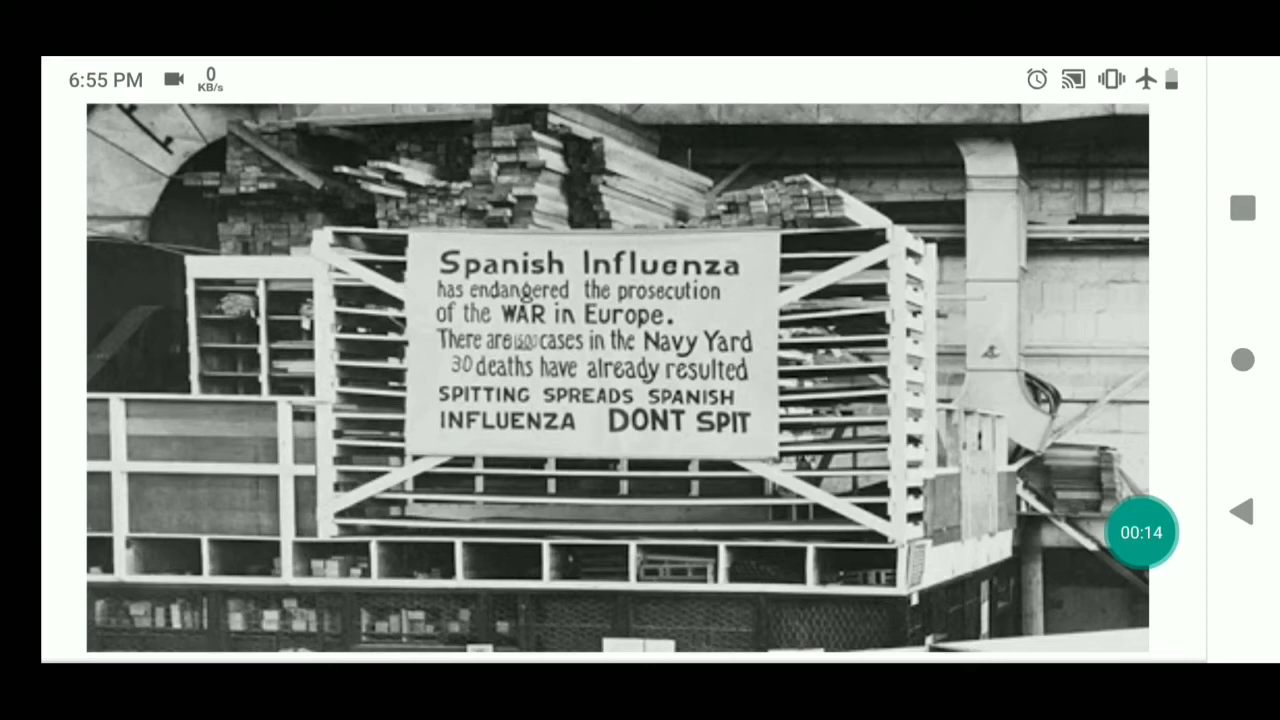 6:55 PM
0
KB/s
Spanish Influenza
has endangered the prosecution
of the WAR in Europe.
There are 1500 cases in the Navy Yard
30 deaths have already resulted
SPITTING SPREADS SPANISH
INFLUENZA DONT SPIT
00:14